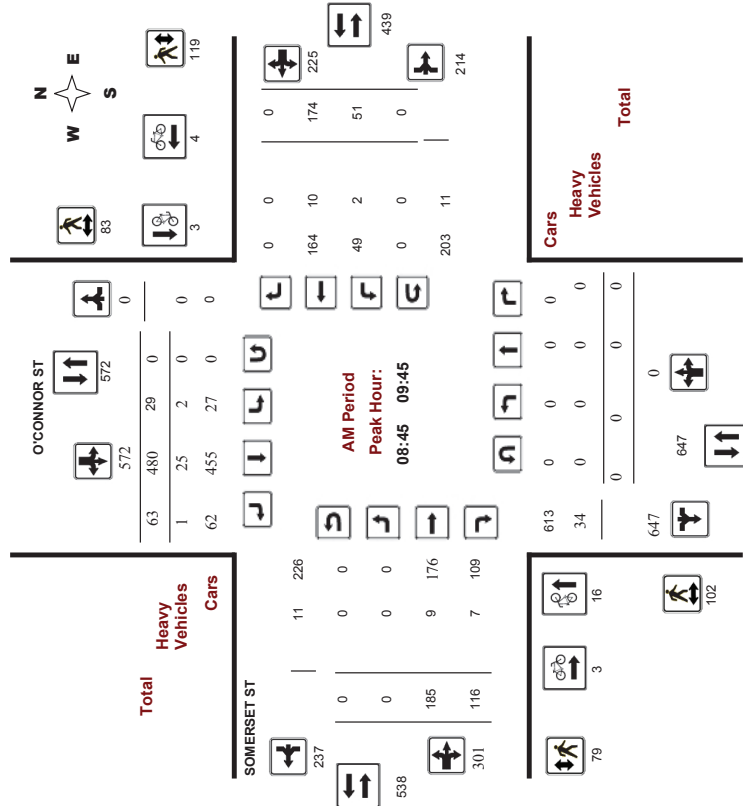 439
N
W E
S
119
225
4
214
83
3
0 174 51 0
0 10 2 0 11
0 164 49 0 203
O'CONNOR ST
572
0
572
63 480 29 0
1 25 2 0 0
62 455 27 0 0
Total
Heavy
Vehicles
Cars
AM Period
Peak Hour:
08:45 09:45
Cars
Heavy
Vehicles
Total
613 0 0 0 0
34 0 0 0 0
0 0 0 0
647
0
647
SOMERSET ST
11 226
0 0 0
0 0 0
185 9 176
116 7 109
237
538
301
16
3
102
79